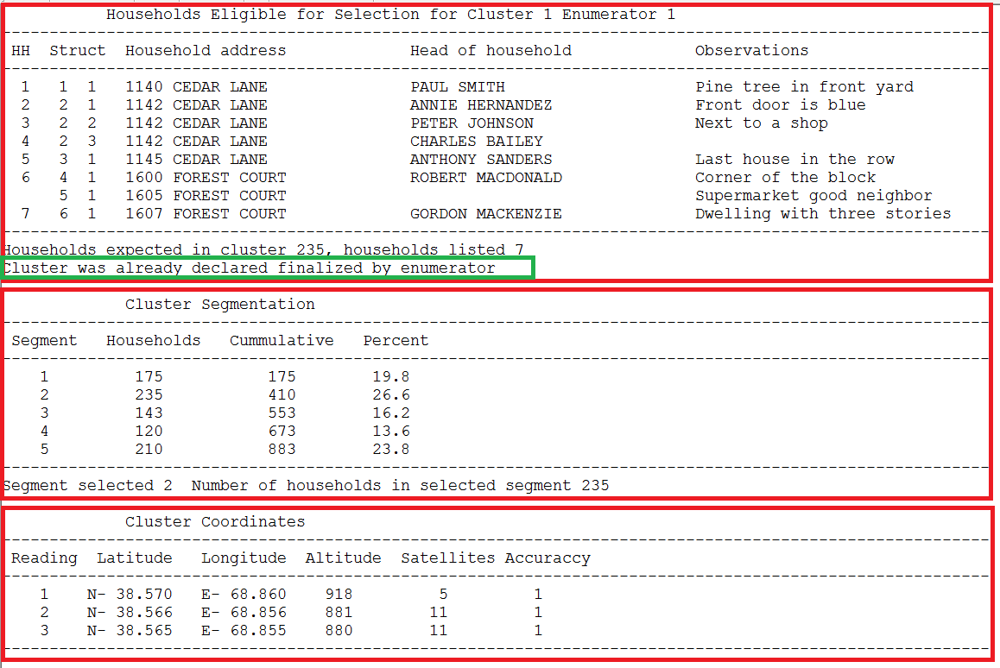 Households Eligible for Selection for Cluster 1 Enumerator 1
HH Struct Household address Head of household Observations
1 1 1 1140 CEDAR LANE PAUL SMITH Pine tree in front yard
2 2 1 1142 CEDAR LANE ANNIE HERNANDEZ Front door is blue
3 2 2 1142 CEDAR LANE PETER JOHNSON Next to a shop
4 2 3 1142 CEDAR LANE CHARLES BAILEY
5 3 1 1145 CEDAR LANE ANTHONY SANDERS Last house in the row
6 4 1 1600 FOREST COURT ROBERT MACDONALD Corner of the block
5 1 1605 FOREST COURT Supermarket good neighbor
7 6 1 1607 FOREST COURT GORDON MACKENZIE Dwelling with three stories
Households expected in cluster 235, households listed 7
Cluster was already declared finalized by enumerator
Cluster Segmentation
Segment Households Cummulative Percent
1 175 175 19.8
2 235 410 26.6
3 143 553 16.2
4 120 673 13.6
5 210 883 23.8
Segment selected 2 Number of households in selected segment 235
Cluster Coordinates
Reading Latitude Longitude Altitude Satellites Accuraccy
1 N- 38.570 E- 68.860 918 5 1
2 N- 38.566 E- 68.856 881 11 1
3 N- 38.565 E- 68.855 880 11 1